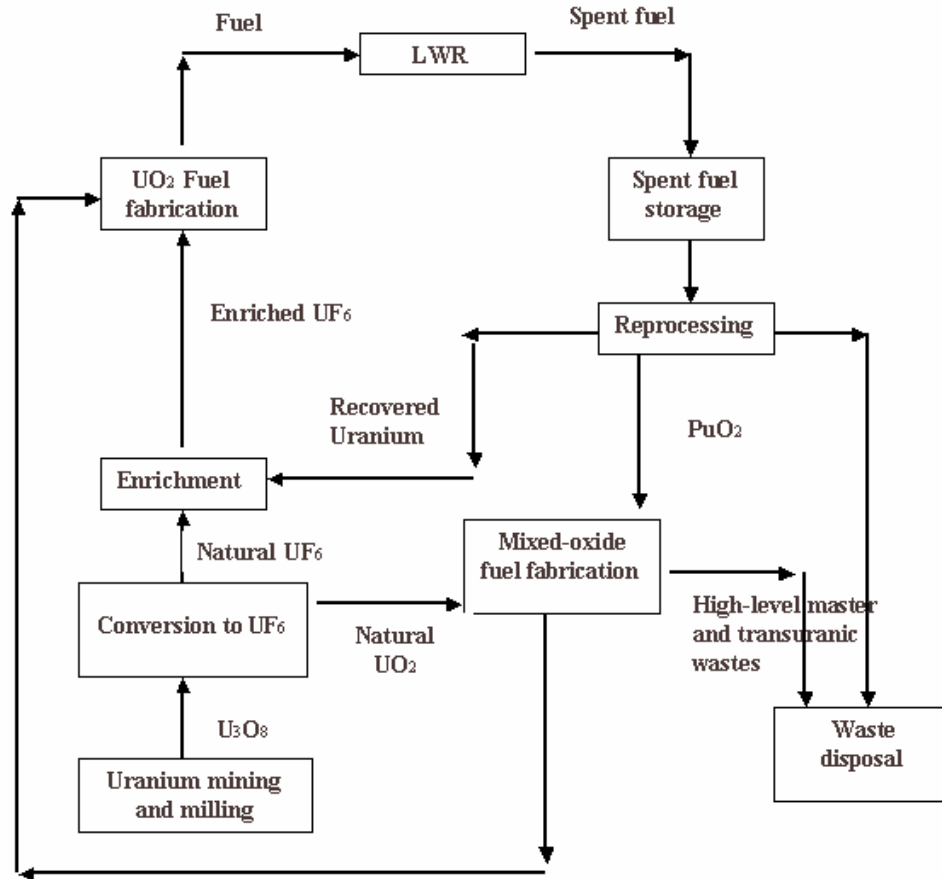 Fuel
Spent fuel
LWR
UO₂ Fuel
fabrication
Spent fuel
storage
Enriched UF₆
Reprocessing
Recovered
Uranium
PuO₂
Enrichment
Natural UF₆
Mixed-oxide
fuel fabrication
Conversion to UF₆
Natural
UO₂
High-level master
and transuranic
wastes
U₃O₈
Waste
disposal
Uranium mining
and milling